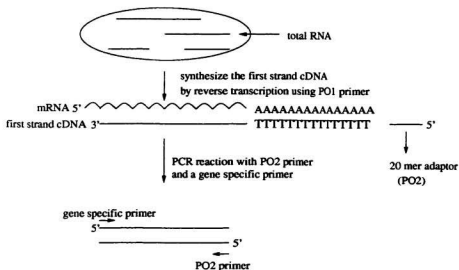 total RNA
synthesize the first strand cDNA
by reverse transcription using PO1 primer
mRNA 5' AAAAAAAAAAAAAAA
first strand cDNA 3' TTTTTTTTTTTTTTT 5'
PCR reaction with PO2 primer
and a gene specific primer
20 mer adaptor
(PO2)
gene specific primer
5'
5'
PO2 primer